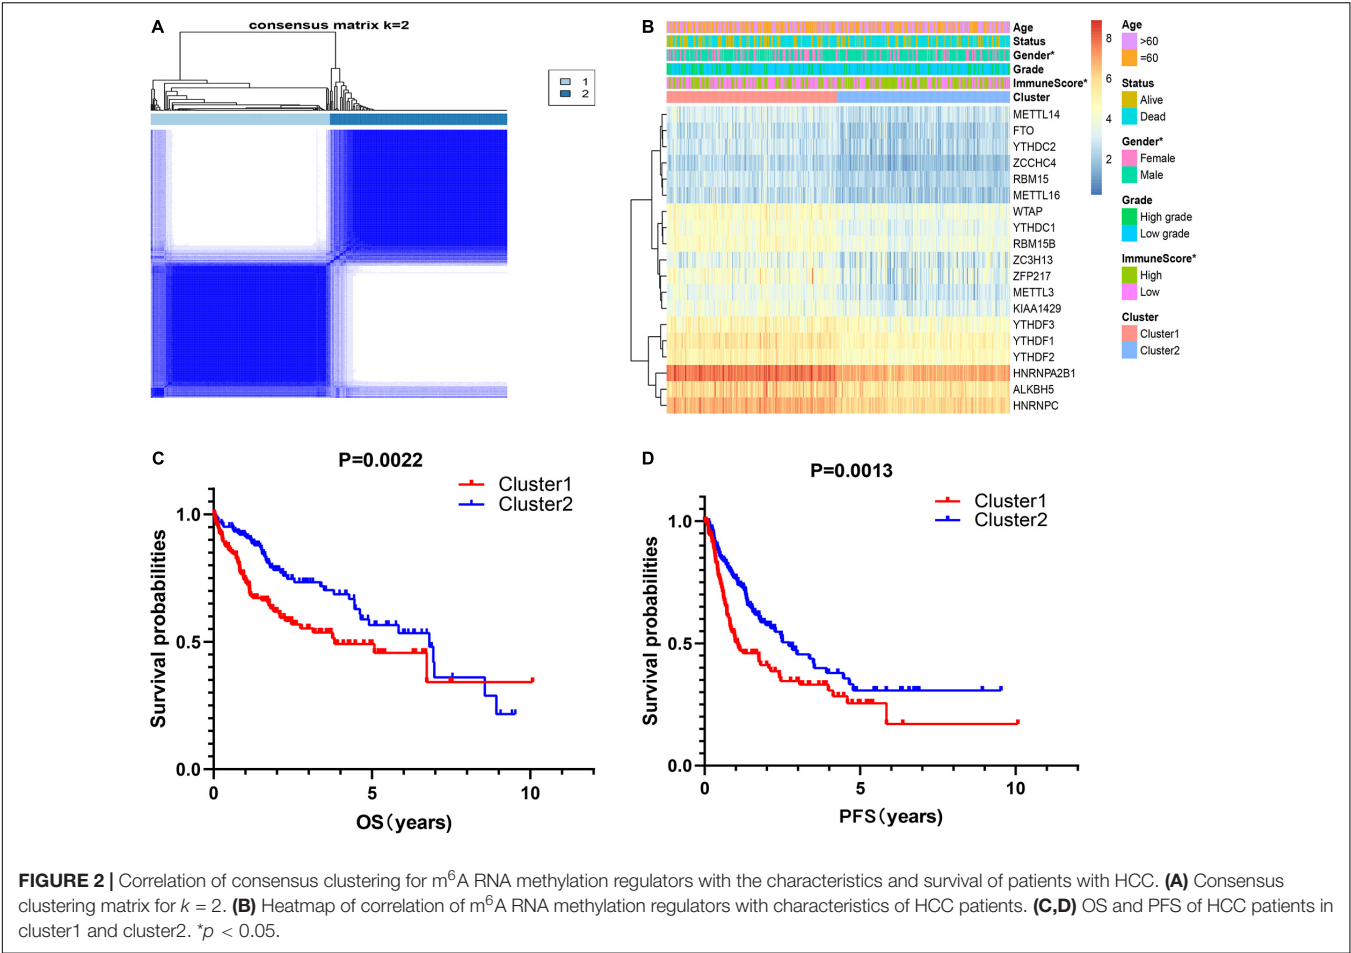 A
consensus matrix k=2
1
2
B
Age
Status
Gender*
Grade
ImmuneScore*
Cluster
METTL14
FTO
YTHDC2
ZCCHC4
RBM15
METTL16
WTAP
YTHDC1
RBM15B
ZC3H13
ZFP217
METTL3
KIAA1429
YTHDF3
YTHDF1
YTHDF2
HNRNPA2B1
ALKBH5
HNRNPC
8
6
4
2
Age
>60
=60
Status
Alive
Dead
Gender*
Female
Male
Grade
High grade
Low grade
ImmuneScore*
High
Low
Cluster
Cluster1
Cluster2
C
P=0.0022
Cluster1
Cluster2
Survival probabilities
1.0
0.5
0.0
0
5
10
OS(years)
D
P=0.0013
Cluster1
Cluster2
Survival probabilities
1.0
0.5
0.0
0
5
10
PFS(years)
FIGURE 2 | Correlation of consensus clustering for m6A RNA methylation regulators with the characteristics and survival of patients with HCC. (A) Consensus
clustering matrix for k = 2. (B) Heatmap of correlation of m6A RNA methylation regulators with characteristics of HCC patients. (C,D) OS and PFS of HCC patients in
cluster1 and cluster2. *p < 0.05.